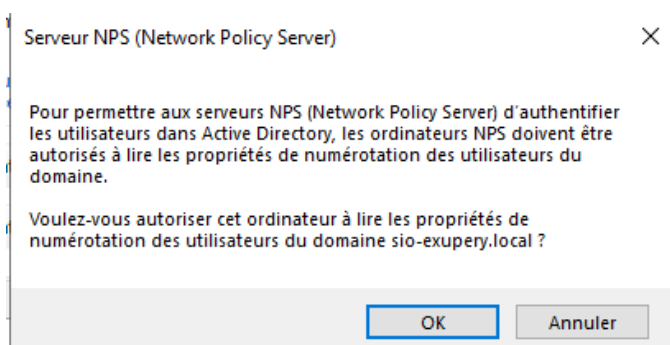 Serveur NPS (Network Policy Server)
Pour permettre aux serveurs NPS (Network Policy Server) d'authentifier
les utilisateurs dans Active Directory, les ordinateurs NPS doivent être
autorisés à lire les propriétés de numérotation des utilisateurs du
domaine.
Voulez-vous autoriser cet ordinateur à lire les propriétés de
numérotation des utilisateurs du domaine sio-exupery.local ?
OK
Annuler